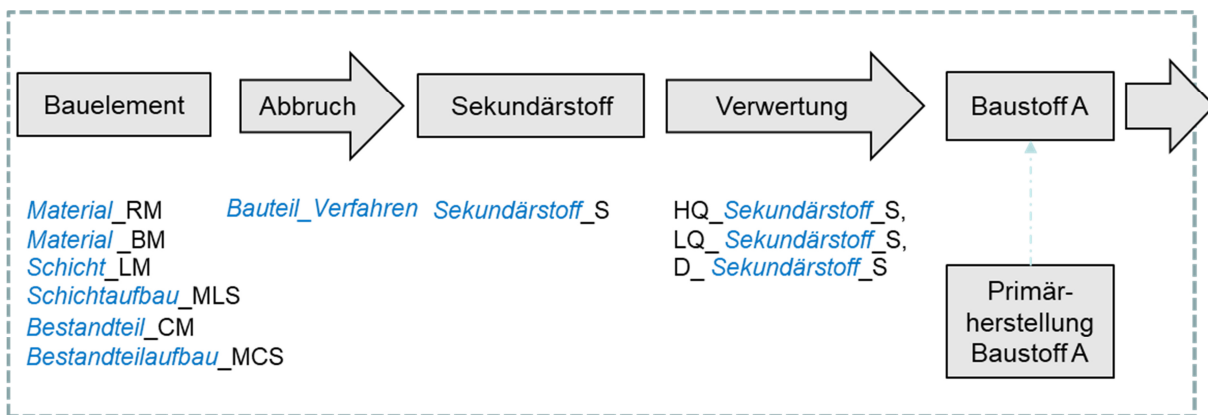 Bauelement
Abbruch
Sekundärstoff
Verwertung
Baustoff A
Material_RM
Material _BM
Schicht_LM
Schichtaufbau_MLS
Bestandteil_CM
Bestandteilaufbau_MCS
Bauteil_Verfahren
Sekundärstoff_S
HQ_Sekundärstoff_S,
LQ_ Sekundärstoff_S,
D_ Sekundärstoff_S
Primär-
herstellung
Baustoff A